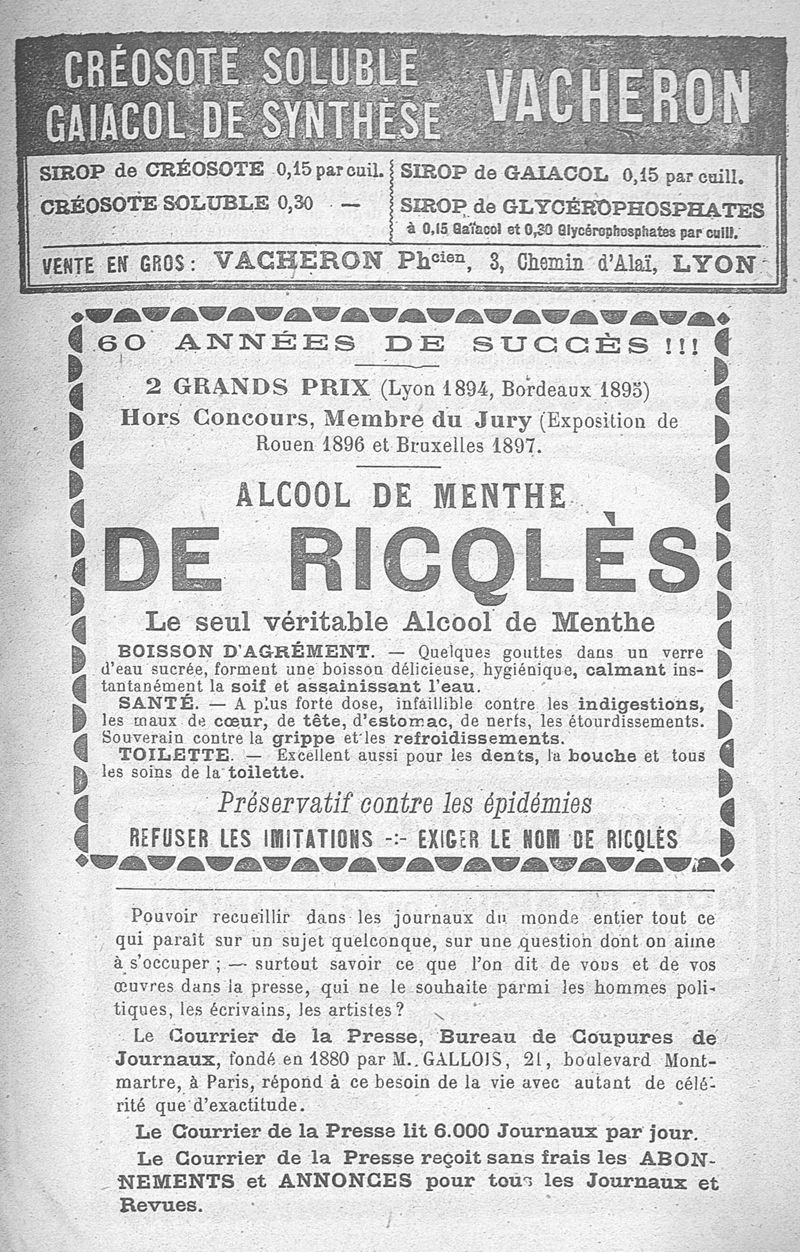 CRÉOSOTE SOLUBLE
GAIACOL DE SYNTHÈSE
VACHERON
SIROP de CRÉOSOTE 0,15 par cuil.
CRÉOSOTE SOLUBLE 0,30 —
SIROP de GAIACOL 0,15 par cuill.
SIROP de GLYCÉROPHOSPHATES
à 0,15 Gaïacol et 0,30 Glycérophosphates par cuill.
VENTE EN GROS : VACHERON Phcien, 3, Chemin d'Alaï, LYON
60 ANNÉES DE SUCCÈS !!!
2 GRANDS PRIX (Lyon 1894, Bordeaux 1895)
Hors Concours, Membre du Jury (Exposition de
Rouen 1896 et Bruxelles 1897.
ALCOOL DE MENTHE
DE RICQLÈS
Le seul véritable Alcool de Menthe
BOISSON D'AGRÉMENT. — Quelques gouttes dans un verre
d'eau sucrée, forment une boisson délicieuse, hygiénique, calmant ins-
tantanément la soif et assainissant l'eau.
SANTÉ. — A plus forte dose, infaillible contre les indigestions,
les maux de cœur, de tête, d'estomac, de nerfs, les étourdissements.
Souverain contre la grippe et les refroidissements.
TOILETTE. — Excellent aussi pour les dents, la bouche et tous
les soins de la toilette.
Préservatif contre les épidémies
REFUSER LES IMITATIONS -:- EXIGER LE NOM DE RICQLÈS
Pouvoir recueillir dans les journaux du monde entier tout ce
qui paraît sur un sujet quelconque, sur une question dont on aime
à s'occuper ; — surtout savoir ce que l'on dit de vous et de vos
œuvres dans la presse, qui ne le souhaite parmi les hommes poli-
tiques, les écrivains, les artistes ?
Le Courrier de la Presse, Bureau de Coupures de
Journaux, fondé en 1880 par M. GALLOIS, 21, boulevard Mont-
martre, à Paris, répond à ce besoin de la vie avec autant de célé-
rité que d'exactitude.
Le Courrier de la Presse lit 6.000 Journaux par jour.
Le Courrier de la Presse reçoit sans frais les ABON-
NEMENTS et ANNONCES pour tous les Journaux et
Revues.